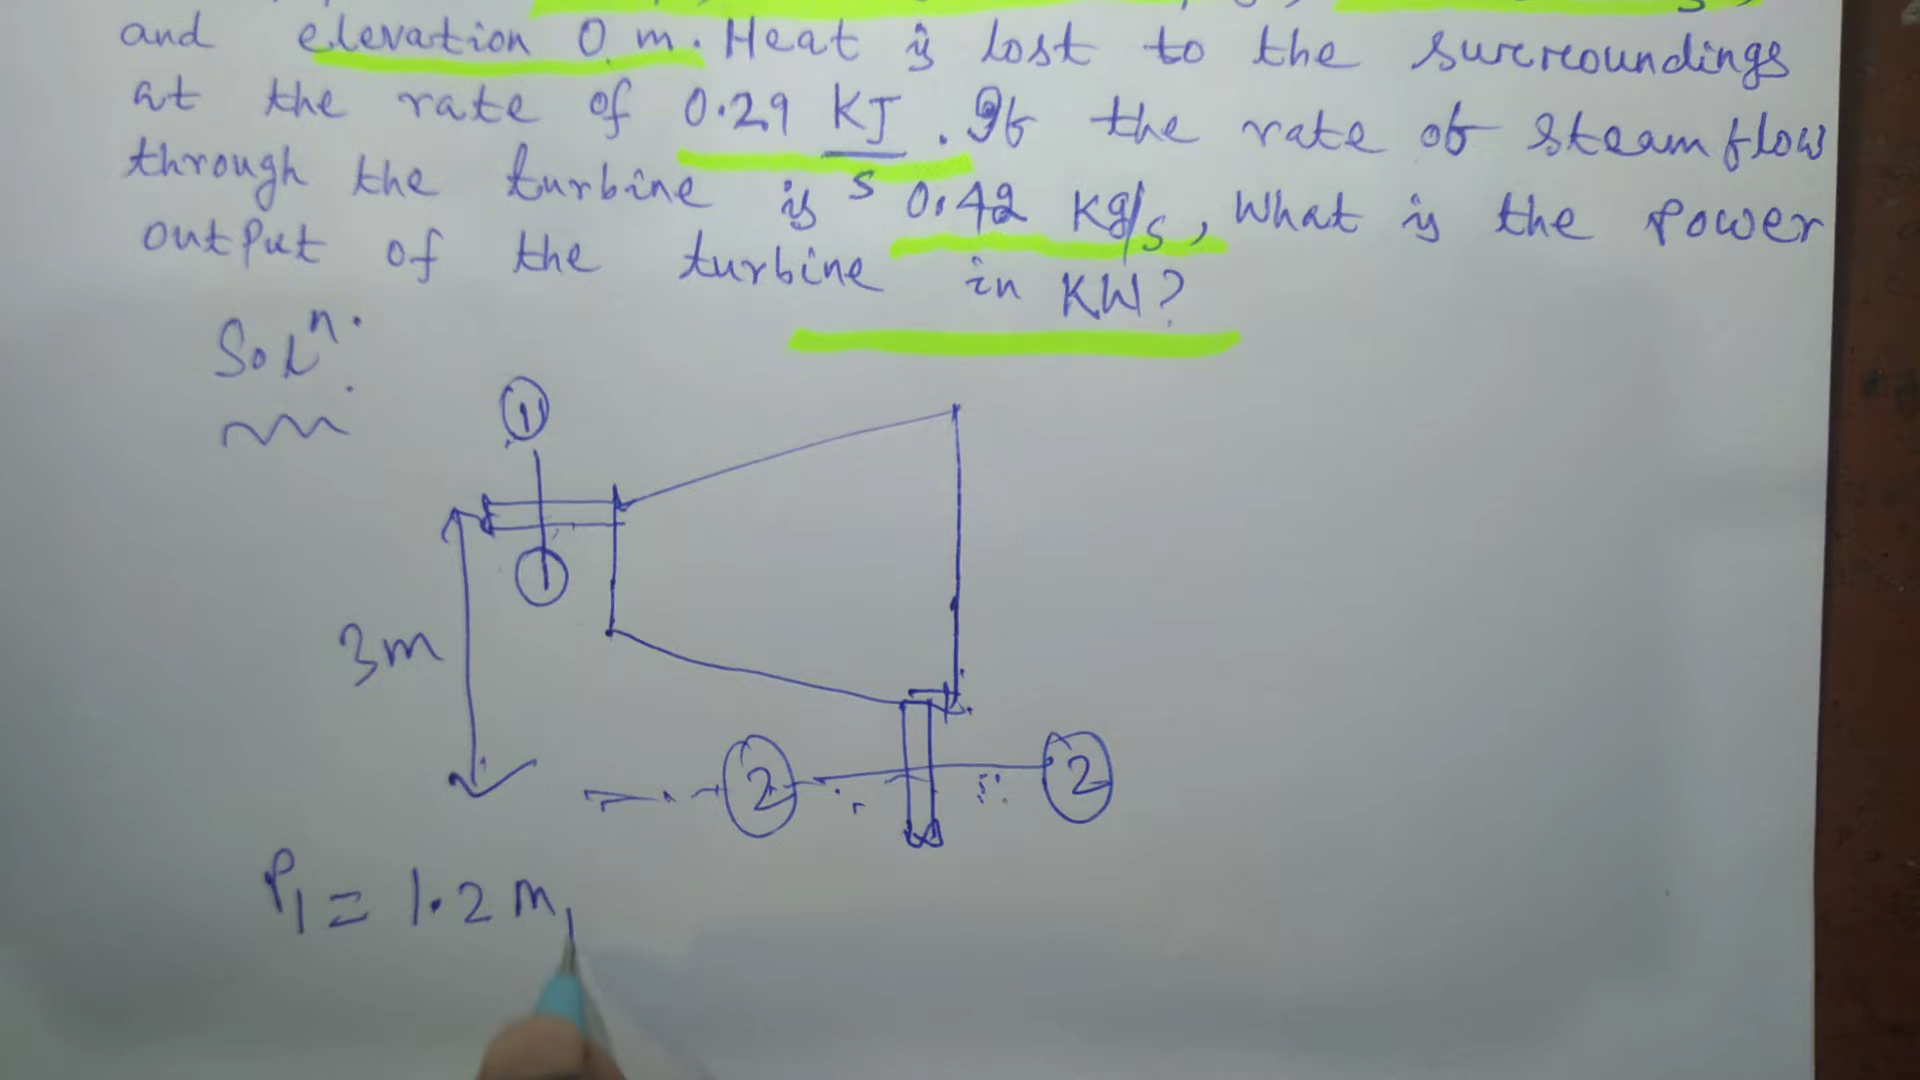 and elevation 0 m. Heat is lost to the surroundings
at the rate of 0.29 KJ/s. If the rate of steam flow
through the turbine is 0.42 Kg/s, What is the Power
output of the turbine in KW?
Solⁿ:
1
1
3m
2
2
P₁ = 1.2 m